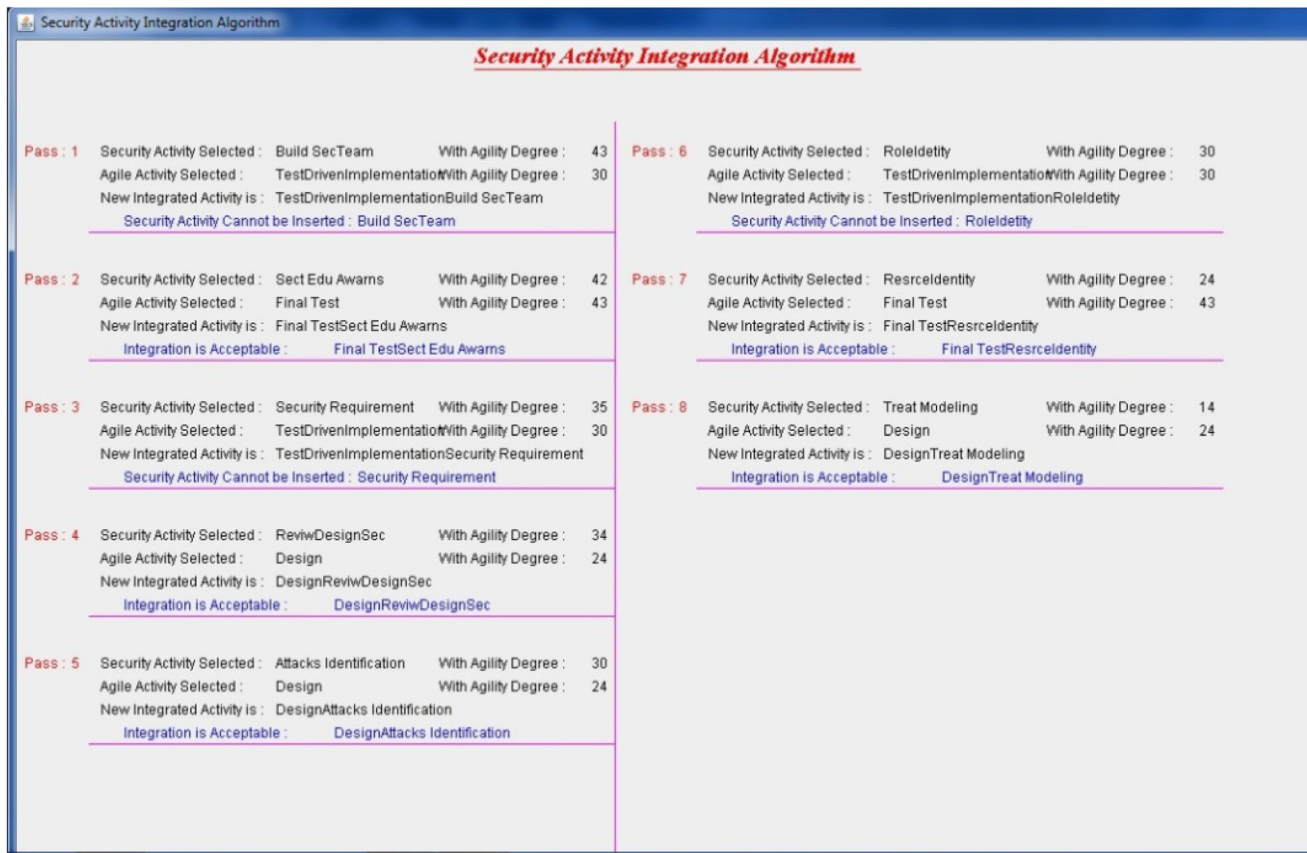 Security Activity Integration Algorithm
Security Activity Integration Algorithm
Pass : 1 Security Activity Selected : Build SecTeam With Agility Degree : 43
Agile Activity Selected : TestDrivenImplementation With Agility Degree : 30
New Integrated Activity is : TestDrivenImplementationBuild SecTeam
Security Activity Cannot be Inserted : Build SecTeam
Pass : 2 Security Activity Selected : Sect Edu Awarns With Agility Degree : 42
Agile Activity Selected : Final Test With Agility Degree : 43
New Integrated Activity is : Final TestSect Edu Awarns
Integration is Acceptable : Final TestSect Edu Awarns
Pass : 3 Security Activity Selected : Security Requirement With Agility Degree : 35
Agile Activity Selected : TestDrivenImplementation With Agility Degree : 30
New Integrated Activity is : TestDrivenImplementationSecurity Requirement
Security Activity Cannot be Inserted : Security Requirement
Pass : 4 Security Activity Selected : ReviwDesignSec With Agility Degree : 34
Agile Activity Selected : Design With Agility Degree : 24
New Integrated Activity is : DesignReviwDesignSec
Integration is Acceptable : DesignReviwDesignSec
Pass : 5 Security Activity Selected : Attacks Identification With Agility Degree : 30
Agile Activity Selected : Design With Agility Degree : 24
New Integrated Activity is : DesignAttacks Identification
Integration is Acceptable : DesignAttacks Identification
Pass : 6 Security Activity Selected : RoleIdetity With Agility Degree : 30
Agile Activity Selected : TestDrivenImplementation With Agility Degree : 30
New Integrated Activity is : TestDrivenImplementationRoleIdetity
Security Activity Cannot be Inserted : RoleIdetity
Pass : 7 Security Activity Selected : ResrceIdentity With Agility Degree : 24
Agile Activity Selected : Final Test With Agility Degree : 43
New Integrated Activity is : Final TestResrceIdentity
Integration is Acceptable : Final TestResrceIdentity
Pass : 8 Security Activity Selected : Treat Modeling With Agility Degree : 14
Agile Activity Selected : Design With Agility Degree : 24
New Integrated Activity is : DesignTreat Modeling
Integration is Acceptable : DesignTreat Modeling